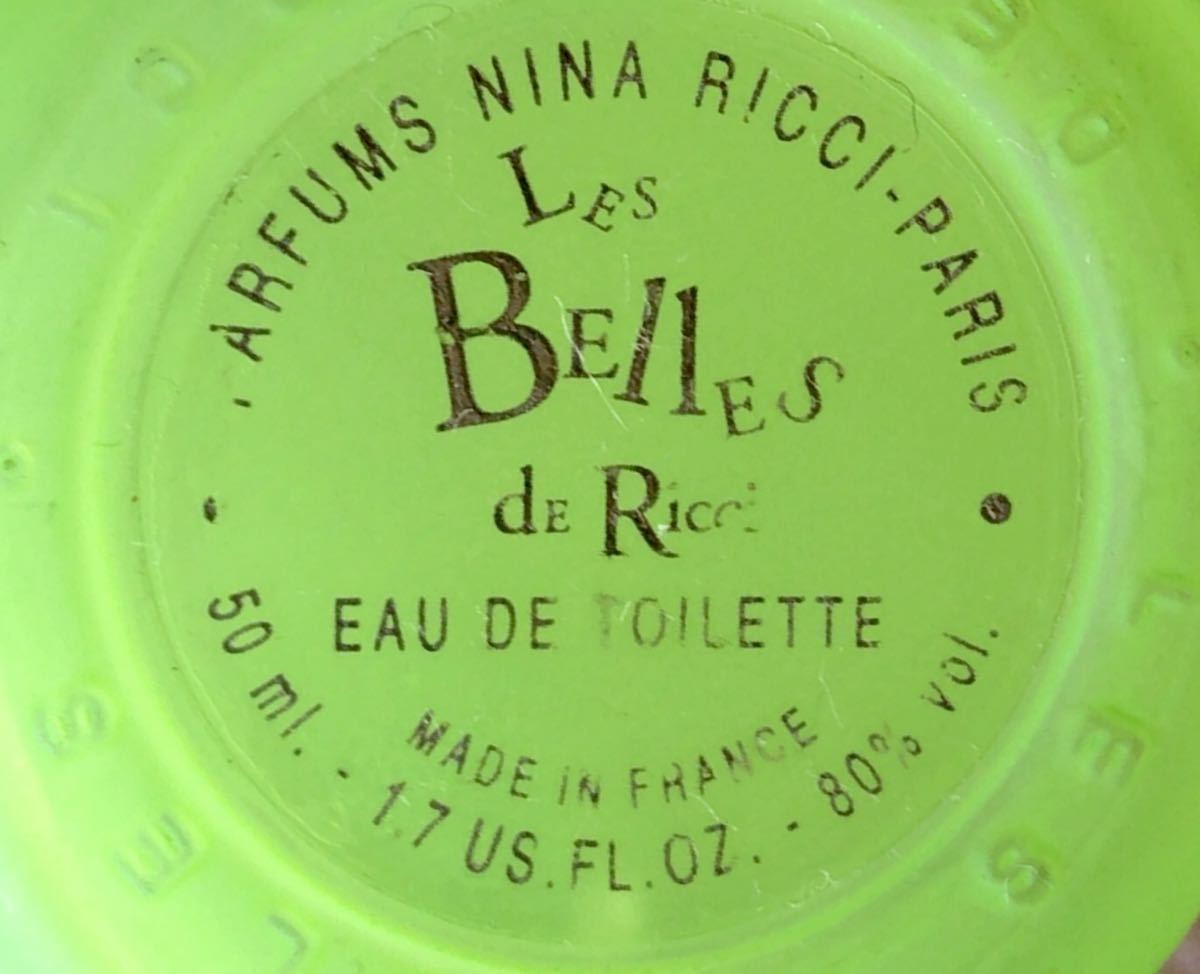 ARFUMS NINA RICCI-PARIS
LES
BEllES
dE Ricci
EAU DE TOILETTE
MADE iN FRANCE
50 ml. - 1.7 US.FL.OZ. - 80% vol.